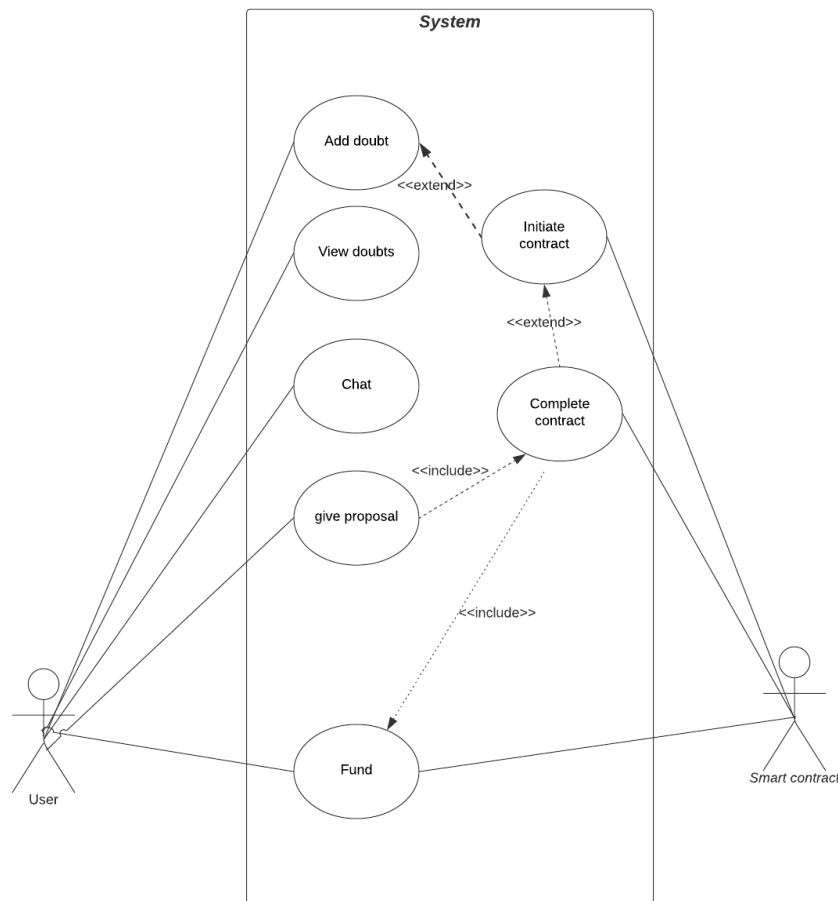 System
Add doubt
<<extend>>
Initiate
contract
View doubts
<<extend>>
Chat
Complete
contract
<<include>>
give proposal
<<include>>
Fund
User
Smart contract